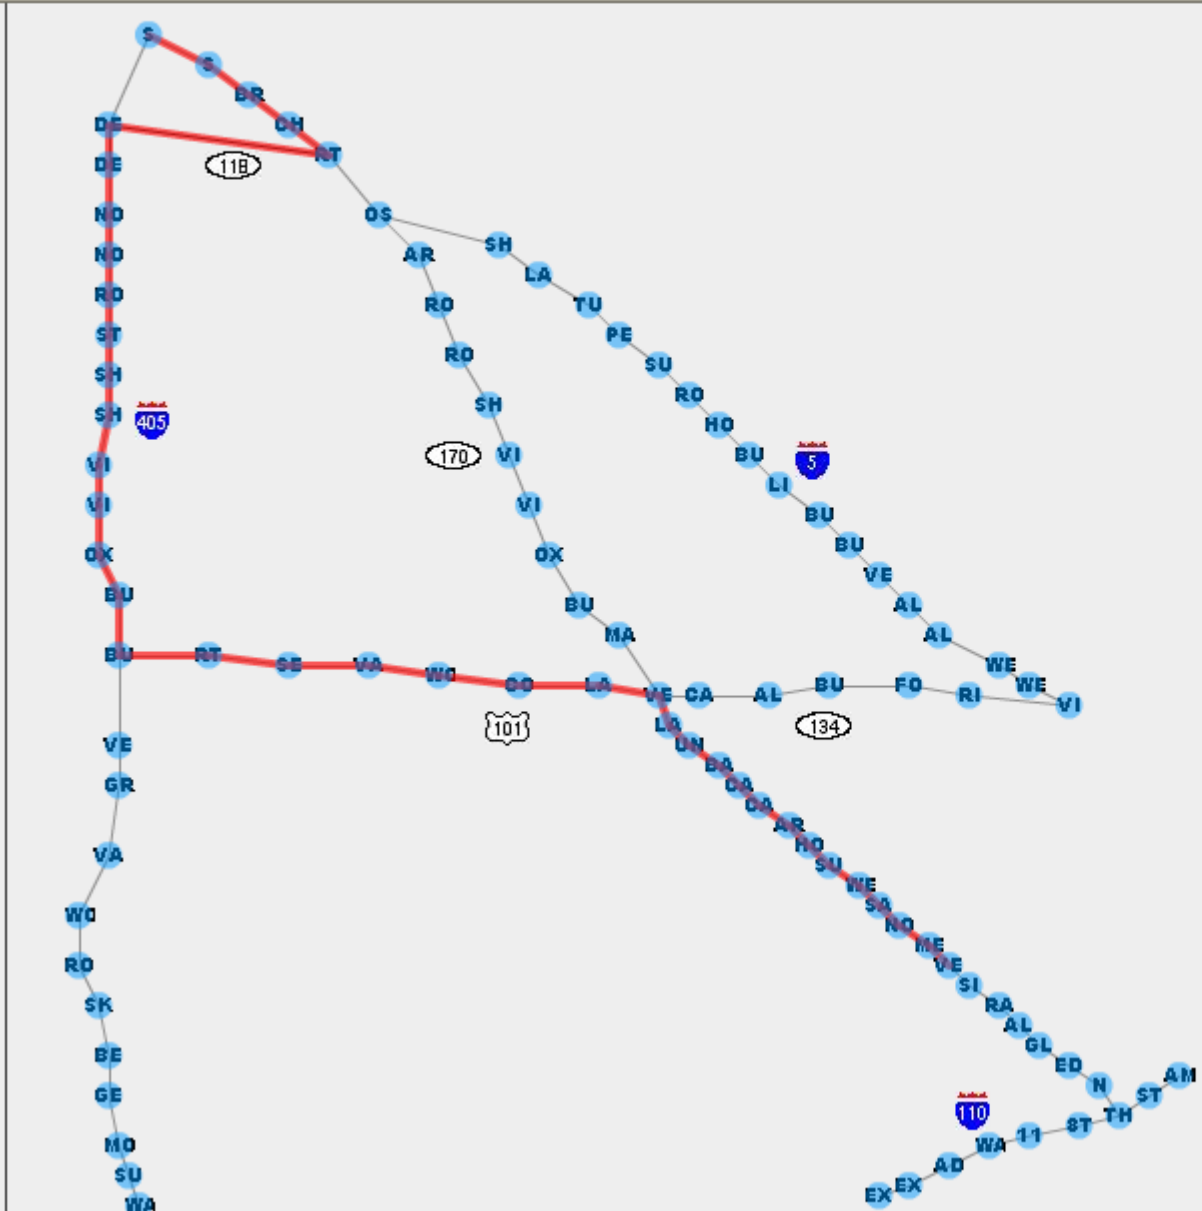 S
S
BR
CH
DE
RT
DE
118
NO
OS
SH
NO
AR
LA
RO
RO
TU
ST
PE
RO
SU
SH
RO
SH
SH
405
HO
VI
170
VI
BU
5
LI
VI
VI
BU
BU
OX
OX
VE
BU
BU
AL
MA
AL
BU
RT
SE
VA
WE
WO
CO
LA
VE
CA
AL
BU
FO
RI
WE
VI
101
LA
134
VE
UN
BA
GR
CA
CA
AR
HO
VA
SU
WE
SA
WO
NO
ME
RO
VE
SI
SK
RA
AL
GL
BE
ED
AM
GE
N
ST
110
TH
MO
WA
11
ST
SU
AD
EX
EX
WA